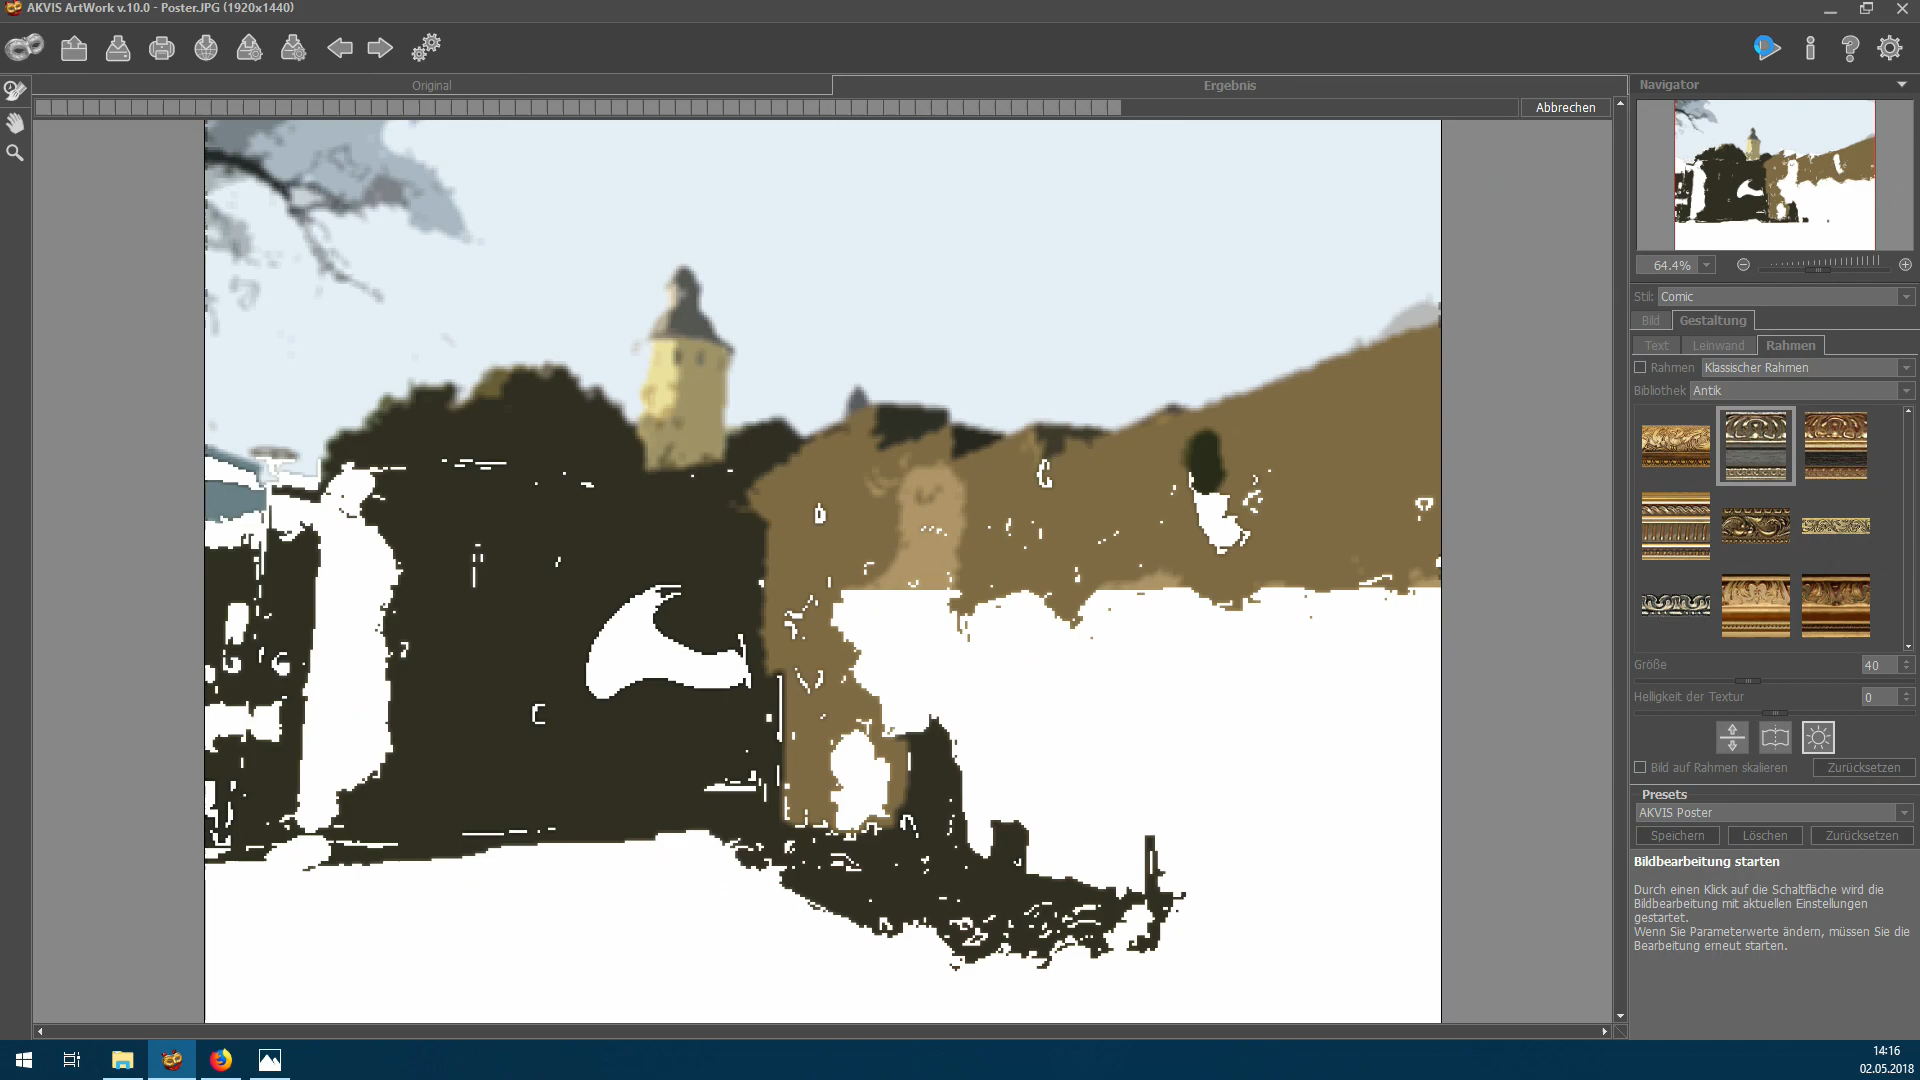 AKVIS ArtWork v.10.0 - Poster.JPG (1920x1440)
Original
Ergebnis
Abbrechen
Navigator
64.4%
Stil: Comic
Bild Gestaltung
Text Leinwand Rahmen
Rahmen Klassischer Rahmen
Bibliothek Antik
Größe 40
Helligkeit der Textur 0
Bild auf Rahmen skalieren Zurücksetzen
Presets
AKVIS Poster
Speichern Löschen Zurücksetzen
Bildbearbeitung starten
Durch einen Klick auf die Schaltfläche wird die
Bildbearbeitung mit aktuellen Einstellungen
gestartet.
Wenn Sie Parameterwerte ändern, müssen Sie die
Bearbeitung erneut starten.
14:16
02.05.2018